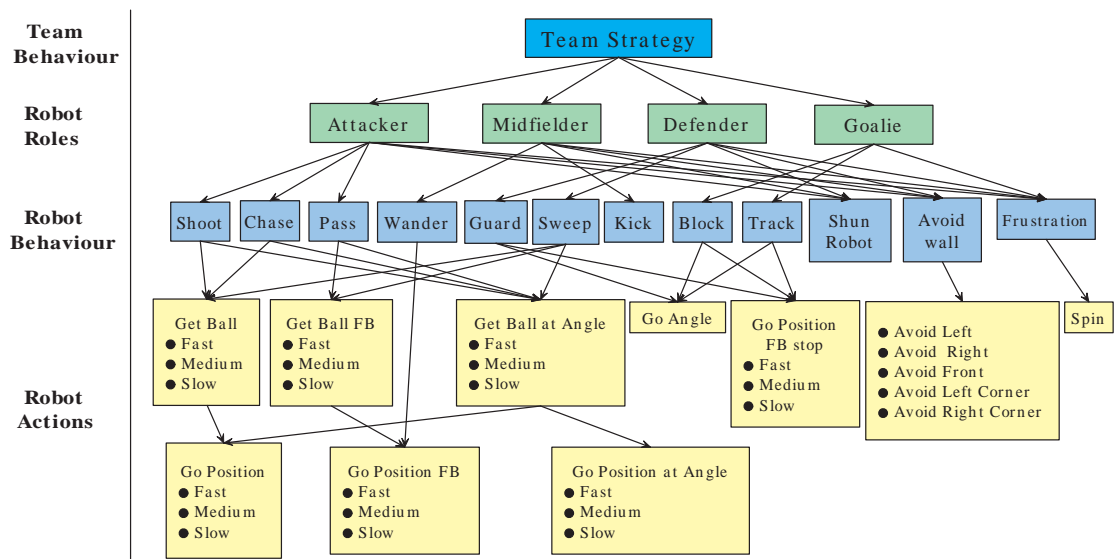 Team
Behaviour
Team Strategy
Robot
Roles
Attacker
Midfielder
Defender
Goalie
Robot
Behaviour
Shoot
Chase
Pass
Wander
Guard
Sweep
Kick
Block
Track
Shun
Robot
Avoid
wall
Frustration
Robot
Actions
Get Ball
● Fast
● Medium
● Slow
Get Ball FB
● Fast
● Medium
● Slow
Get Ball at Angle
● Fast
● Medium
● Slow
Go Angle
Go Position
FB stop
● Fast
● Medium
● Slow
● Avoid Left
● Avoid Right
● Avoid Front
● Avoid Left Corner
● Avoid Right Corner
Spin
Go Position
● Fast
● Medium
● Slow
Go Position FB
● Fast
● Medium
● Slow
Go Position at Angle
● Fast
● Medium
● Slow